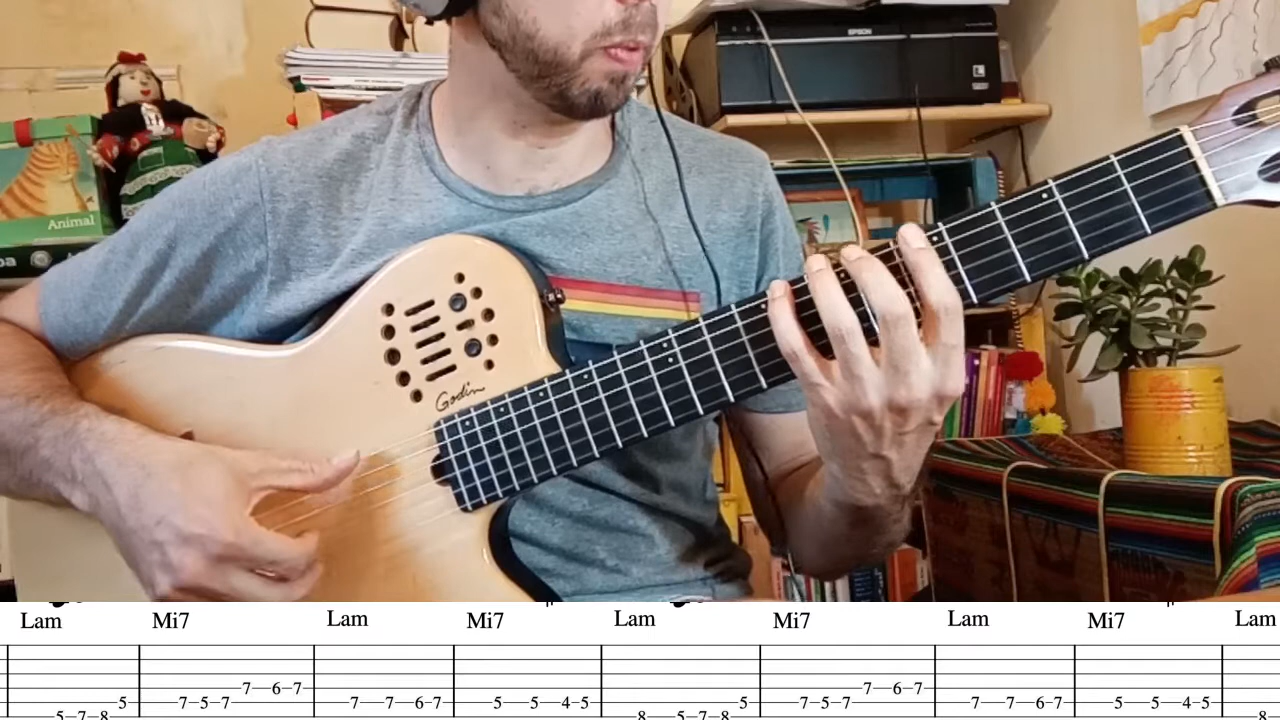 EPSON
Animal
Godin
Lam Mi7 Lam Mi7 Lam Mi7 Lam Mi7 Lam
7 6 7 7 6 7
5 7 5 7 7 7 6 7 5 5 4 5 5 7 5 7 7 7 6 7 5 5 4 5
5 7 8 8 5 7 8 8